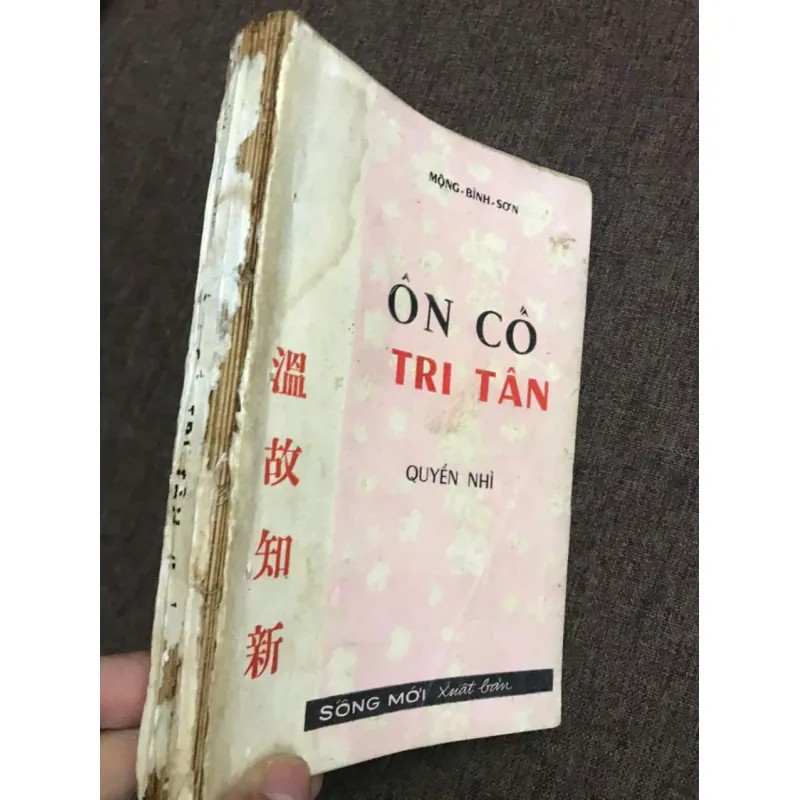 MỘNG-BÌNH-SƠN
ÔN CỐ
TRI TÂN
QUYỂN NHÌ
溫故知新
SỐNG MỚI xuất bản